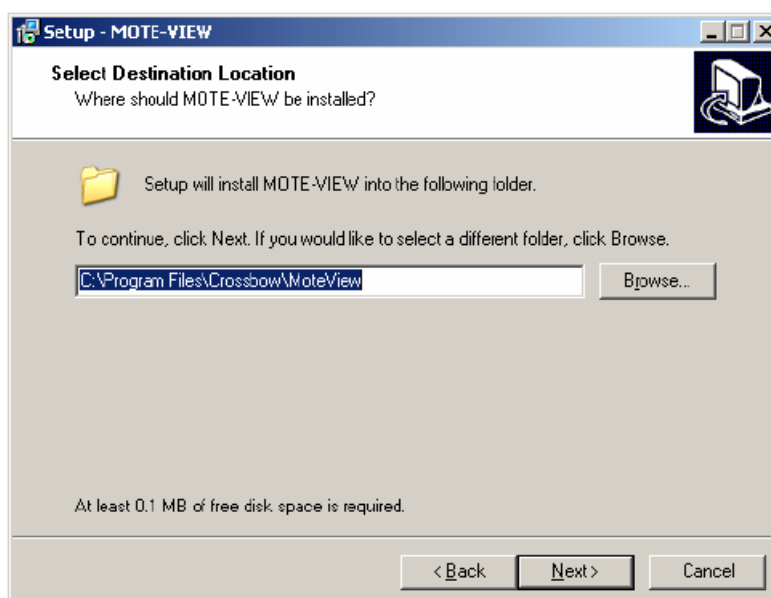 Setup - MOTE-VIEW
Select Destination Location
Where should MOTE-VIEW be installed?
Setup will install MOTE-VIEW into the following folder.
To continue, click Next. If you would like to select a different folder, click Browse.
C:\Program Files\Crossbow\MoteView
Browse...
At least 0.1 MB of free disk space is required.
< Back
Next >
Cancel